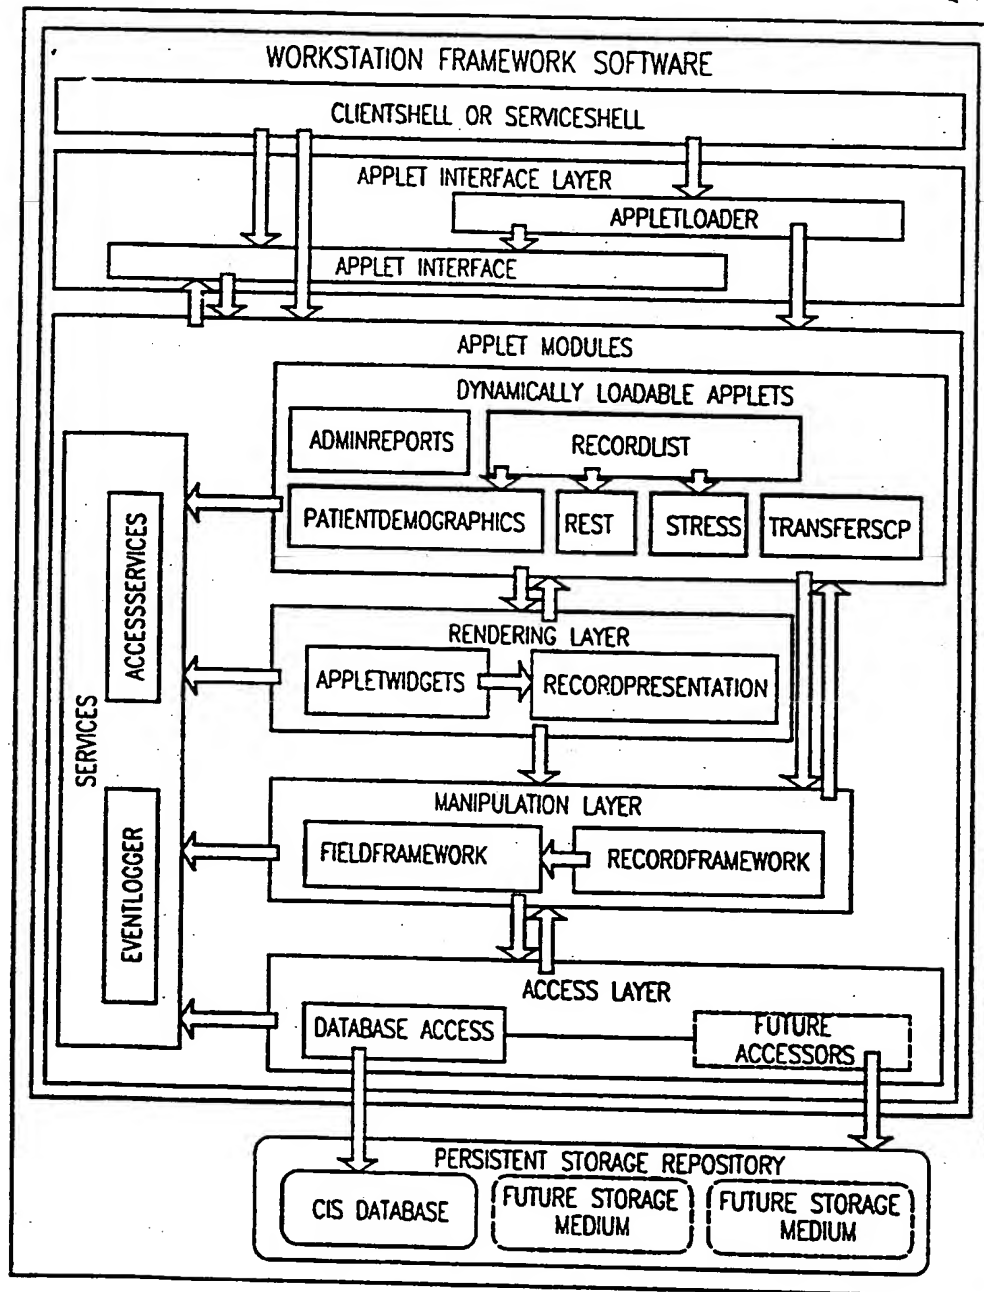 WORKSTATION FRAMEWORK SOFTWARE
CLIENTSHELL OR SERVICESHELL
APPLET INTERFACE LAYER
APPLETLOADER
APPLET INTERFACE
APPLET MODULES
DYNAMICALLY LOADABLE APPLETS
ADMINREPORTS
RECORDLIST
PATIENTDEMOGRAPHICS
REST
STRESS
TRANSFERSCP
SERVICES
ACCESSSERVICES
EVENTLOGGER
RENDERING LAYER
APPLETWIDGETS
RECORDPRESENTATION
MANIPULATION LAYER
FIELDFRAMEWORK
RECORDFRAMEWORK
ACCESS LAYER
DATABASE ACCESS
FUTURE
ACCESSORS
PERSISTENT STORAGE REPOSITORY
CIS DATABASE
FUTURE STORAGE
MEDIUM
FUTURE STORAGE
MEDIUM